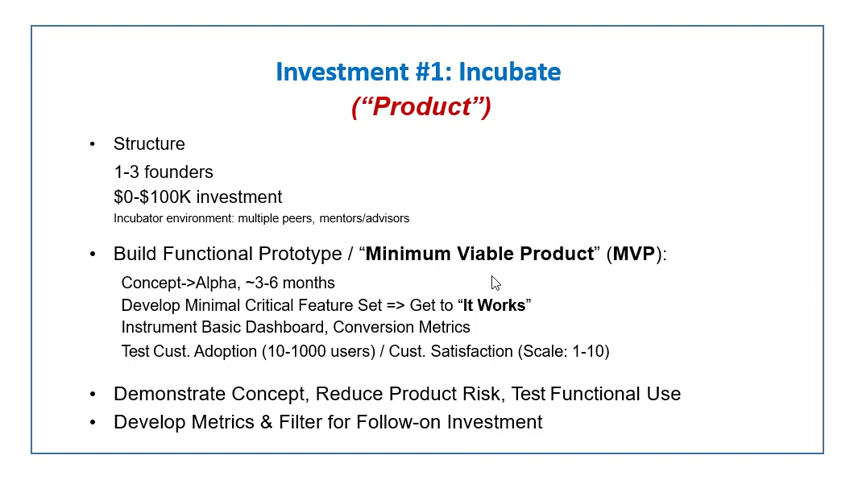 Investment #1: Incubate
(“Product”)
• Structure
1-3 founders
$0-$100K investment
Incubator environment: multiple peers, mentors/advisors
• Build Functional Prototype / “Minimum Viable Product” (MVP):
Concept->Alpha, ~3-6 months
Develop Minimal Critical Feature Set => Get to “It Works”
Instrument Basic Dashboard, Conversion Metrics
Test Cust. Adoption (10-1000 users) / Cust. Satisfaction (Scale: 1-10)
• Demonstrate Concept, Reduce Product Risk, Test Functional Use
• Develop Metrics & Filter for Follow-on Investment